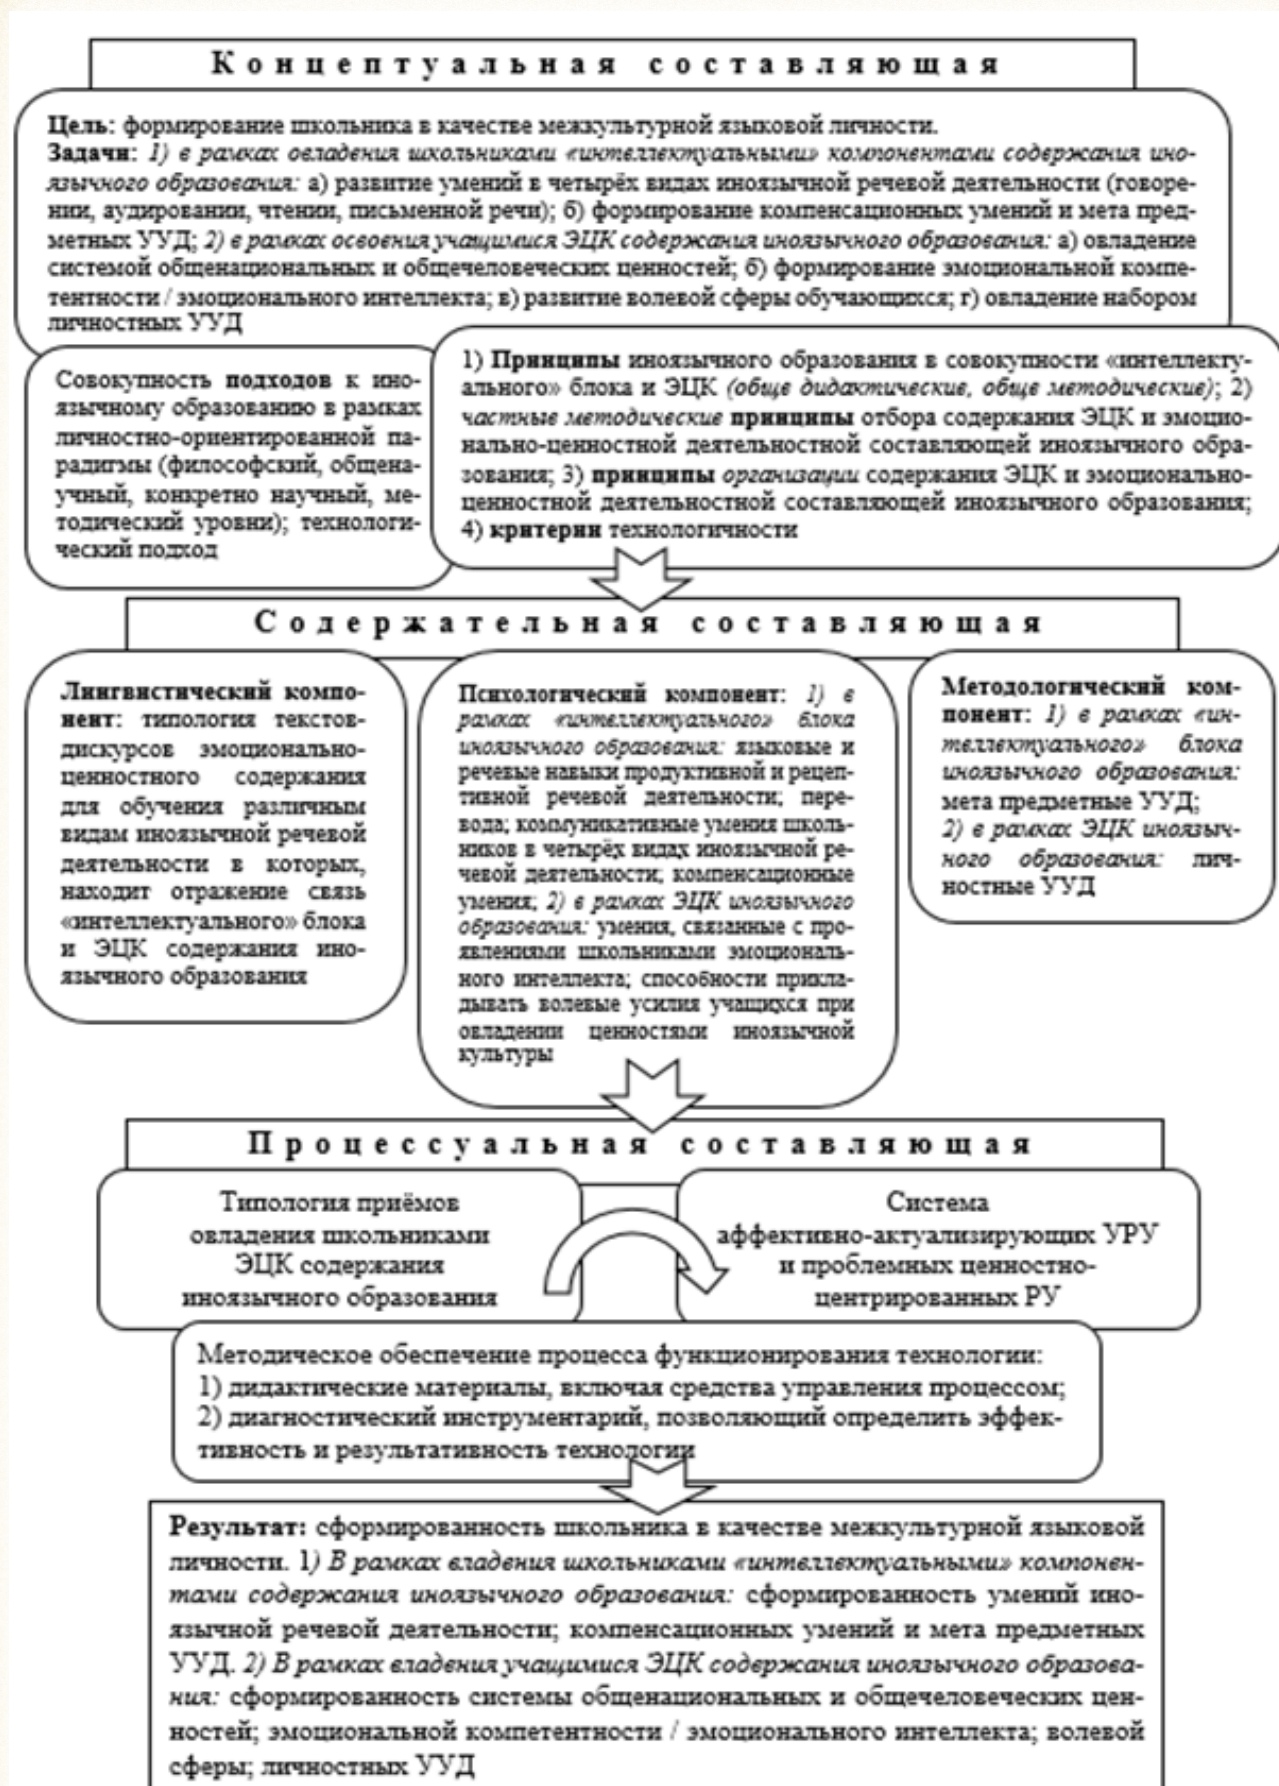 Концептуальная составляющая
Цель: формирование школьника в качестве межкультурной языковой личности.
Задачи: 1) в рамках овладения школьниками «интеллектуальными» компонентами содержания ино-
язычного образования: а) развитие умений в четырёх видах иноязычной речевой деятельности (говоре-
нии, аудировании, чтении, письменной речи); б) формирование компенсационных умений и мета пред-
метных УУД; 2) в рамках освоения учащимися ЭЦК содержания иноязычного образования: а) овладение
системой общенациональных и общечеловеческих ценностей; б) формирование эмоциональной компе-
тентности / эмоционального интеллекта; в) развитие волевой сферы обучающихся; г) овладение набором
личностных УУД
Совокупность подходов к ино-
язычному образованию в рамках
личностно-ориентированной па-
радигмы (философский, общена-
учный, конкретно научный, ме-
тодический уровни); технологи-
ческий подход
1) Принципы иноязычного образования в совокупности «интеллекту-
ального» блока и ЭЦК (обще дидактические, обще методические); 2)
частные методические принципы отбора содержания ЭЦК и эмоцио-
нально-ценностной деятельностной составляющей иноязычного обра-
зования; 3) принципы организации содержания ЭЦК и эмоционально-
ценностной деятельностной составляющей иноязычного образования;
4) критерии технологичности
Содержательная составляющая
Лингвистический компо-
нент: типология текстов-
дискурсов эмоционально-
ценностного содержания
для обучения различным
видам иноязычной речевой
деятельности в которых,
находит отражение связь
«интеллектуального» блока
и ЭЦК содержания ино-
язычного образования
Психологический компонент: 1) в
рамках «интеллектуального» блока
иноязычного образования: языковые и
речевые навыки продуктивной и рецеп-
тивной речевой деятельности; пере-
вода; коммуникативные умения школь-
ников в четырёх видах иноязычной ре-
чевой деятельности; компенсационные
умения; 2) в рамках ЭЦК иноязычного
образования: умения, связанные с про-
явлениями школьниками эмоциональ-
ного интеллекта; способности прикла-
дывать волевые усилия учащихся при
овладении ценностями иноязычной
культуры
Методологический ком-
понент: 1) в рамках «ин-
теллектуального» блока
иноязычного образования:
мета предметные УУД;
2) в рамках ЭЦК иноязыч-
ного образования: лич-
ностные УУД
Процессуальная составляющая
Типология приёмов
овладения школьниками
ЭЦК содержания
иноязычного образования
Система
аффективно-актуализирующих УРУ
и проблемных ценностно-
центрированных РУ
Методическое обеспечение процесса функционирования технологии:
1) дидактические материалы, включая средства управления процессом;
2) диагностический инструментарий, позволяющий определить эффек-
тивность и результативность технологии
Результат: сформированность школьника в качестве межкультурной языковой
личности. 1) В рамках владения школьниками «интеллектуальными» компонен-
тами содержания иноязычного образования: сформированность умений ино-
язычной речевой деятельности; компенсационных умений и мета предметных
УУД. 2) В рамках владения учащимися ЭЦК содержания иноязычного образова-
ния: сформированность системы общенациональных и общечеловеческих цен-
ностей; эмоциональной компетентности / эмоционального интеллекта; волевой
сферы; личностных УУД